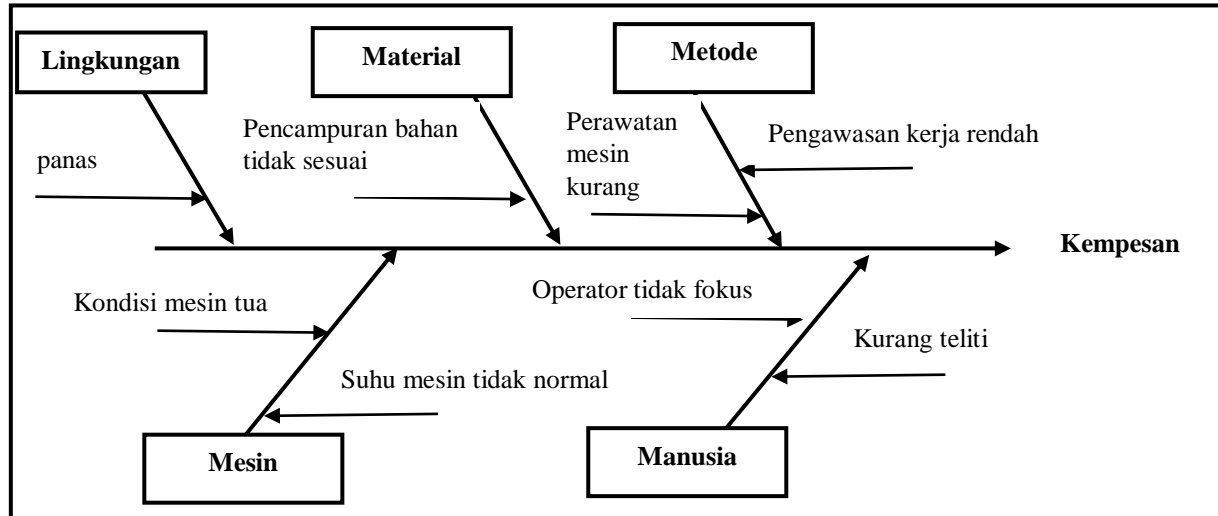 Lingkungan
Material
Metode
panas
Pencampuran bahan
tidak sesuai
Perawatan
mesin
kurang
Pengawasan kerja rendah
Kempesan
Kondisi mesin tua
Suhu mesin tidak normal
Operator tidak fokus
Kurang teliti
Mesin
Manusia